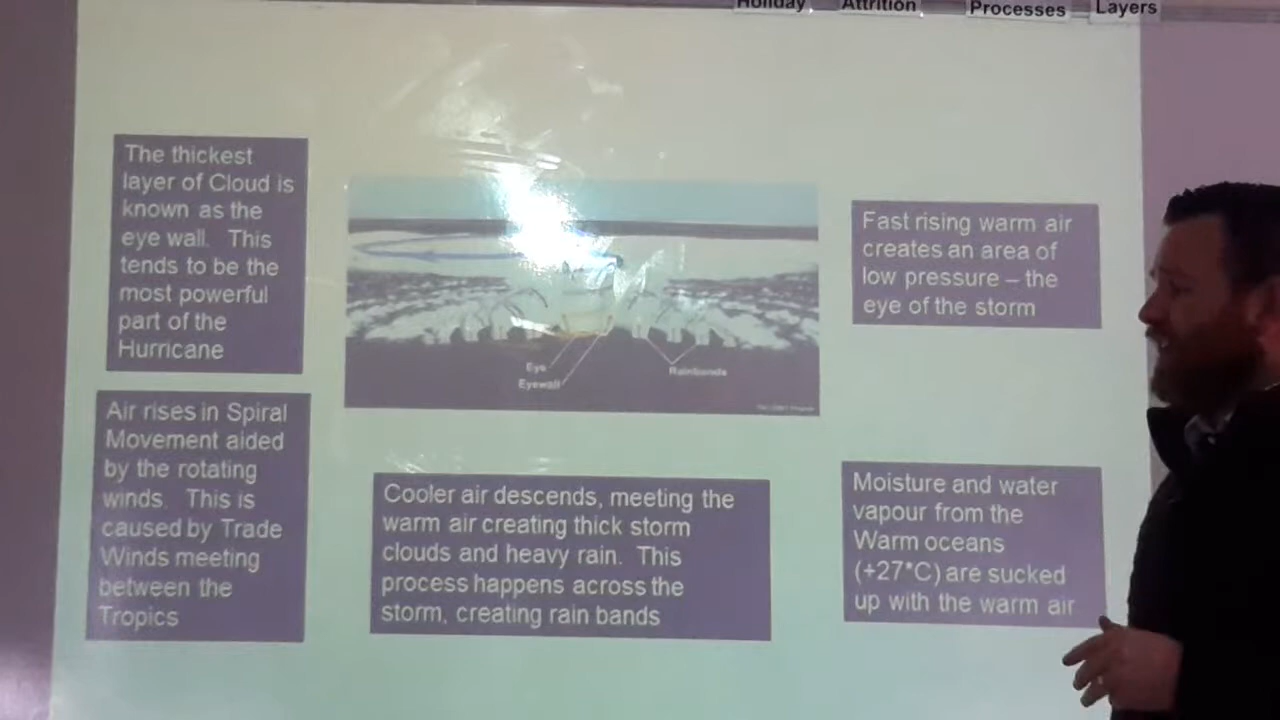 Holiday
Attrition
Processes
Layers
The thickest
layer of Cloud is
known as the
eye wall. This
tends to be the
most powerful
part of the
Hurricane
Fast rising warm air
creates an area of
low pressure – the
eye of the storm
Eye
Eyewall
Rainbands
Air rises in Spiral
Movement aided
by the rotating
winds. This is
caused by Trade
Winds meeting
between the
Tropics
Cooler air descends, meeting the
warm air creating thick storm
clouds and heavy rain. This
process happens across the
storm, creating rain bands
Moisture and water
vapour from the
Warm oceans
(+27*C) are sucked
up with the warm air